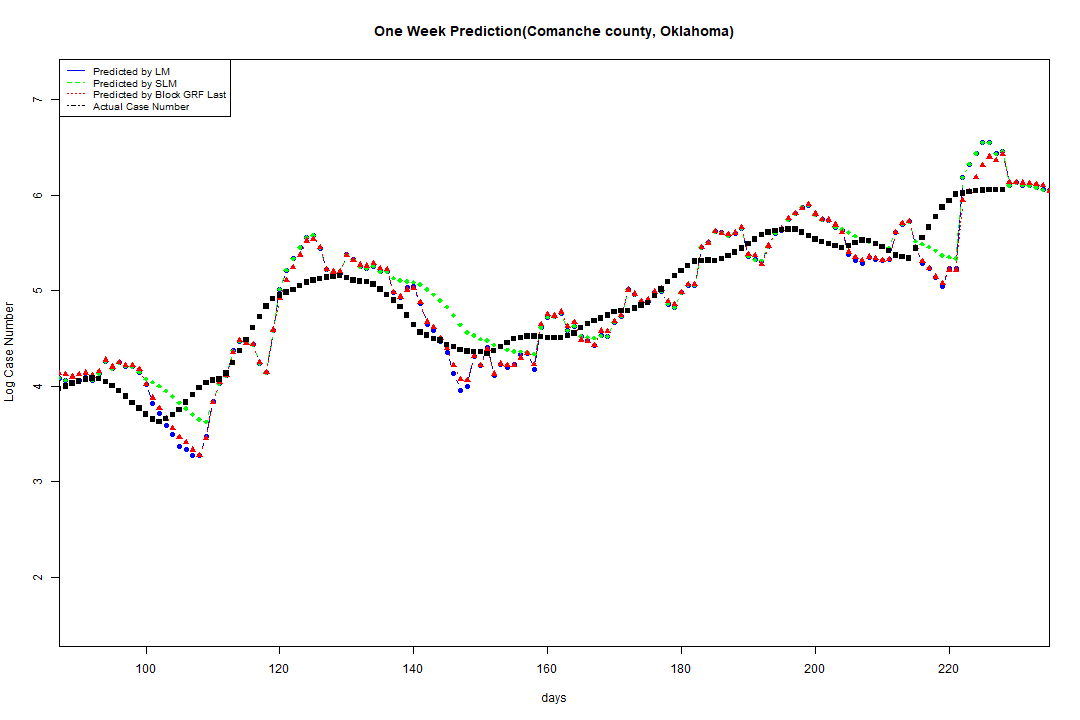 One Week Prediction(Comanche county, Oklahoma)
Predicted by LM
Predicted by SLM
Predicted by Block GRF Last
Actual Case Number
7
6
5
4
3
2
Log Case Number
100 120 140 160 180 200 220
days